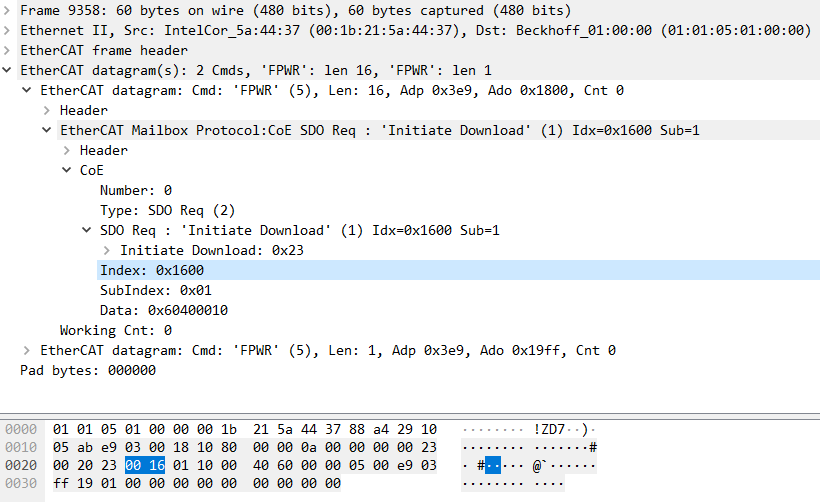 Frame 9358: 60 bytes on wire (480 bits), 60 bytes captured (480 bits)
Ethernet II, Src: IntelCor_5a:44:37 (00:1b:21:5a:44:37), Dst: Beckhoff_01:00:00 (01:01:05:01:00:00)
EtherCAT frame header
EtherCAT datagram(s): 2 Cmds, 'FPWR': len 16, 'FPWR': len 1
EtherCAT datagram: Cmd: 'FPWR' (5), Len: 16, Adp 0x3e9, Ado 0x1800, Cnt 0
Header
EtherCAT Mailbox Protocol:CoE SDO Req : 'Initiate Download' (1) Idx=0x1600 Sub=1
Header
CoE
Number: 0
Type: SDO Req (2)
SDO Req : 'Initiate Download' (1) Idx=0x1600 Sub=1
Initiate Download: 0x23
Index: 0x1600
SubIndex: 0x01
Data: 0x60400010
Working Cnt: 0
EtherCAT datagram: Cmd: 'FPWR' (5), Len: 1, Adp 0x3e9, Ado 0x19ff, Cnt 0
Pad bytes: 000000
0000 01 01 05 01 00 00 00 1b 21 5a 44 37 88 a4 29 10 ········ !ZD7··)·
0010 05 ab e9 03 00 18 10 80 00 00 0a 00 00 00 00 23 ········ ·······#
0020 00 20 23 00 16 01 10 00 40 60 00 00 05 00 e9 03 · #····· @`······
0030 ff 19 01 00 00 00 00 00 00 00 00 00 ········ ····